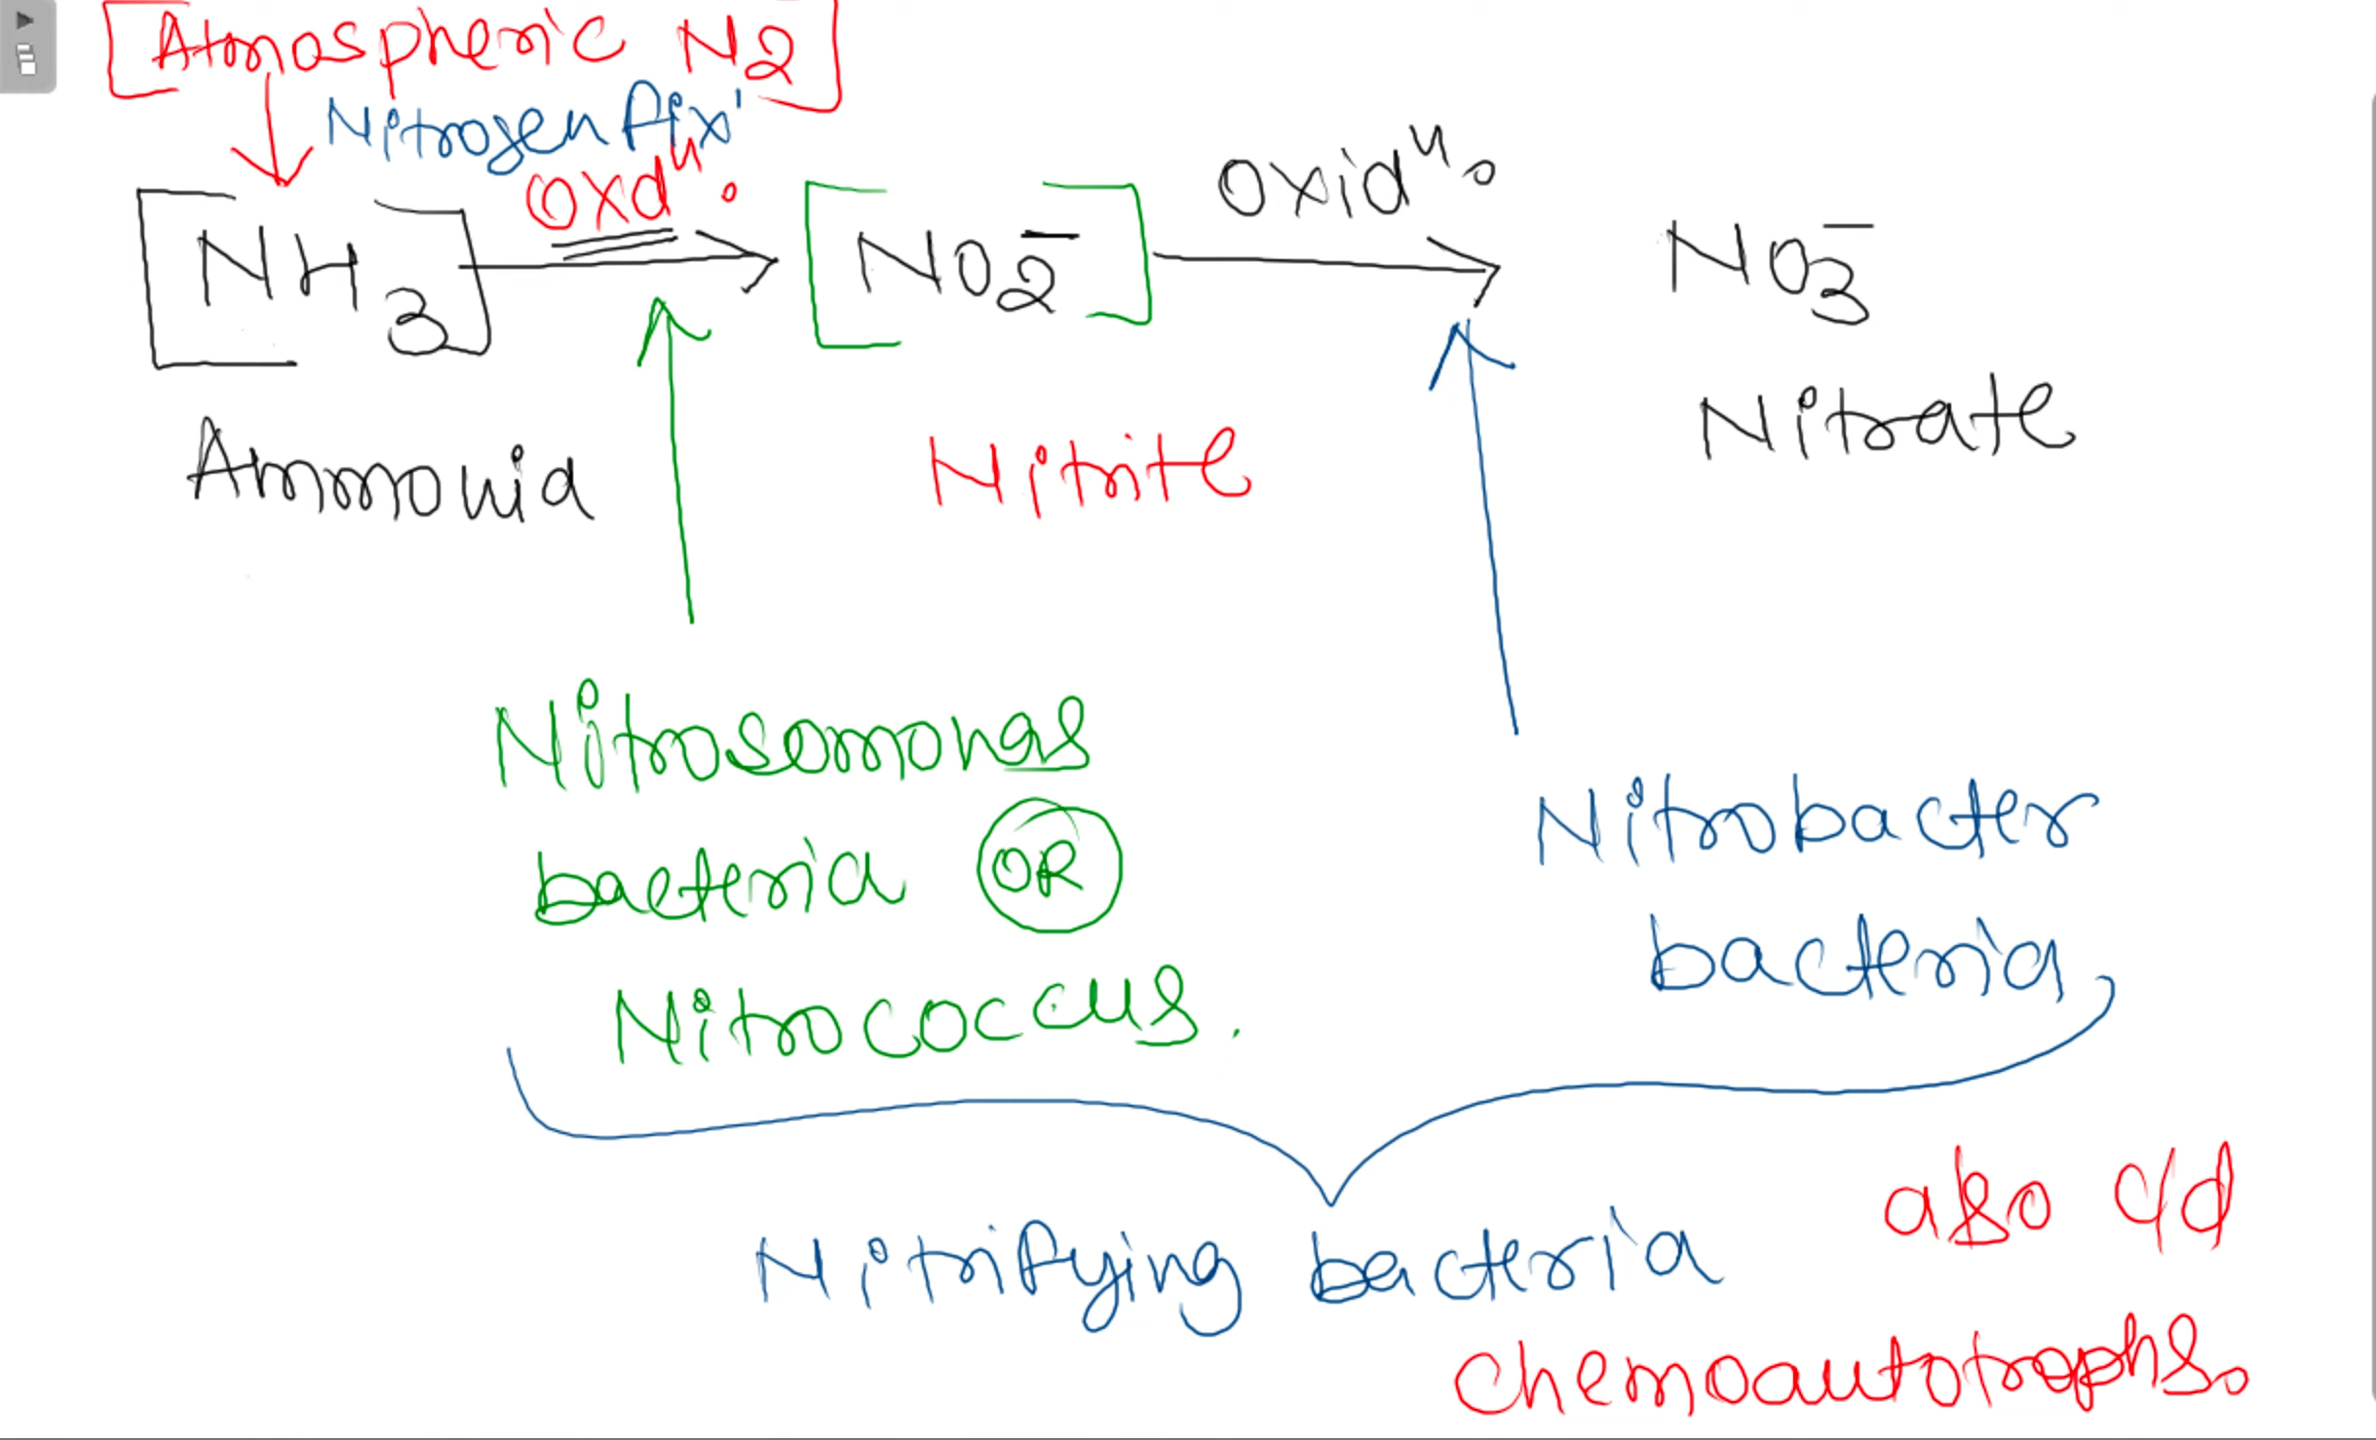 Atmospheric N2
Nitrogen fixⁿ
Oxdⁿ.
Oxidⁿ.
NH3
NO2⁻
NO3⁻
Ammonia
Nitrite
Nitrate
Nitrosomonas
bacteria OR
Nitrococcus.
Nitrobacter
bacteria
Nitrifying bacteria
also c/d
chemoautotrophs.